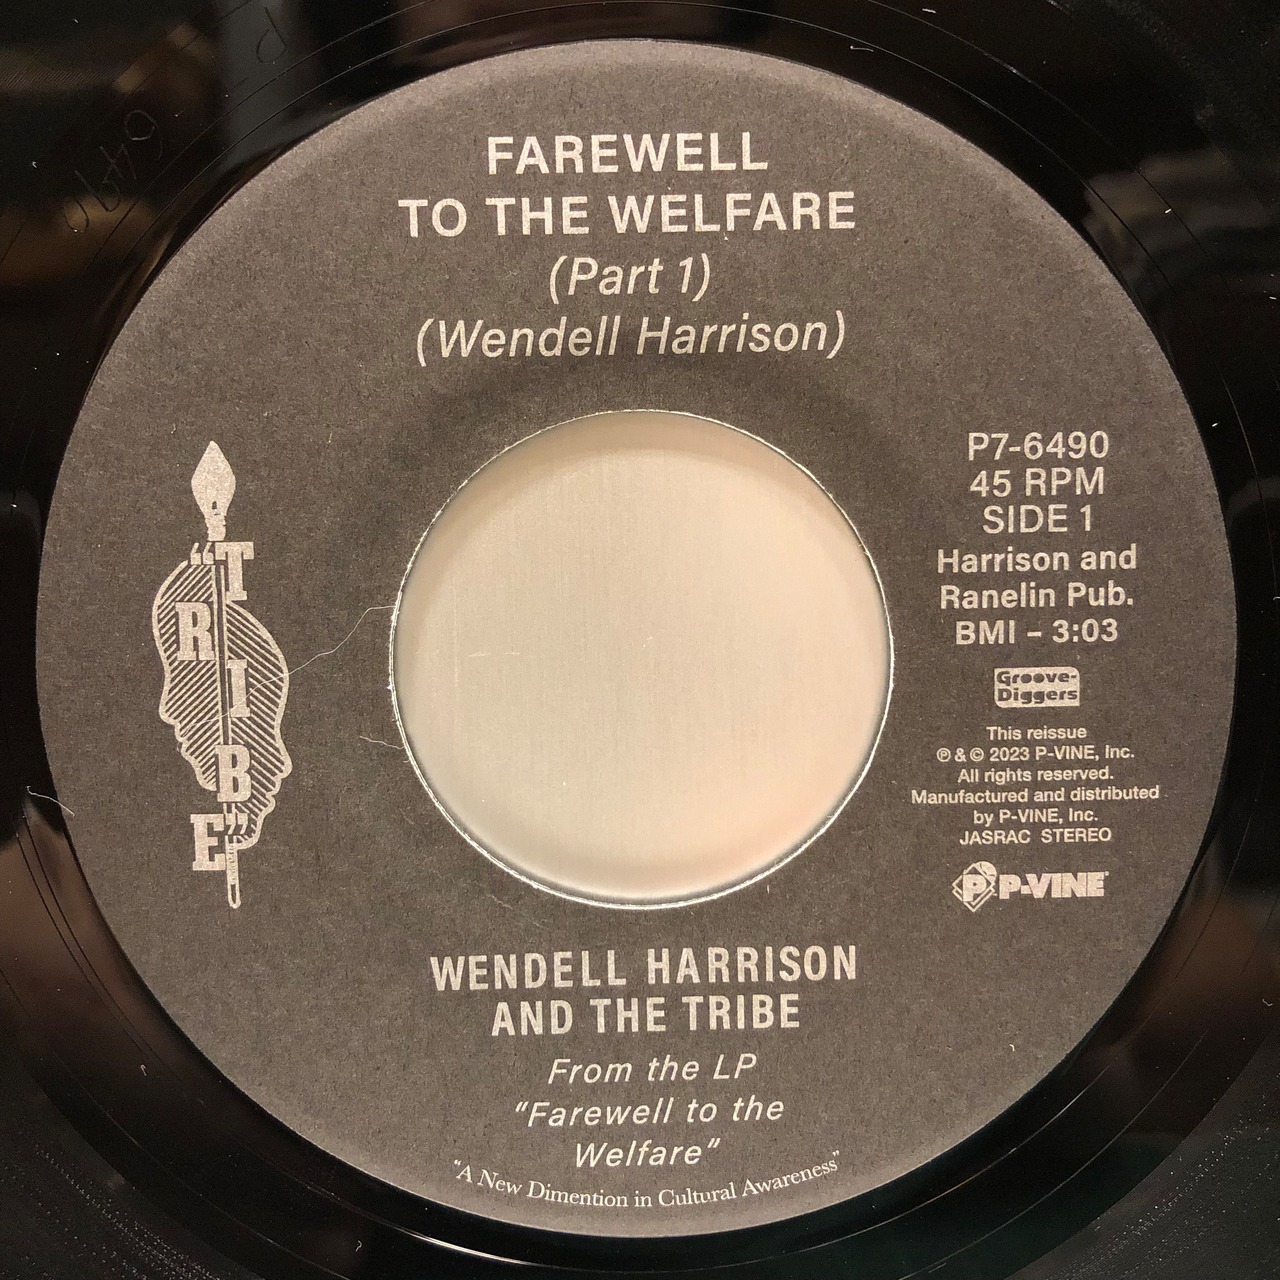 FAREWELL
TO THE WELFARE
(Part 1)
(Wendell Harrison)
"TRIBE"
P7-6490
45 RPM
SIDE 1
Harrison and
Ranelin Pub.
BMI – 3:03
Groove-
Diggers
This reissue
℗ & © 2023 P-VINE, Inc.
All rights reserved.
Manufactured and distributed
by P-VINE, Inc.
JASRAC STEREO
P P-VINE
WENDELL HARRISON
AND THE TRIBE
From the LP
"Farewell to the
Welfare"
"A New Dimention in Cultural Awareness"